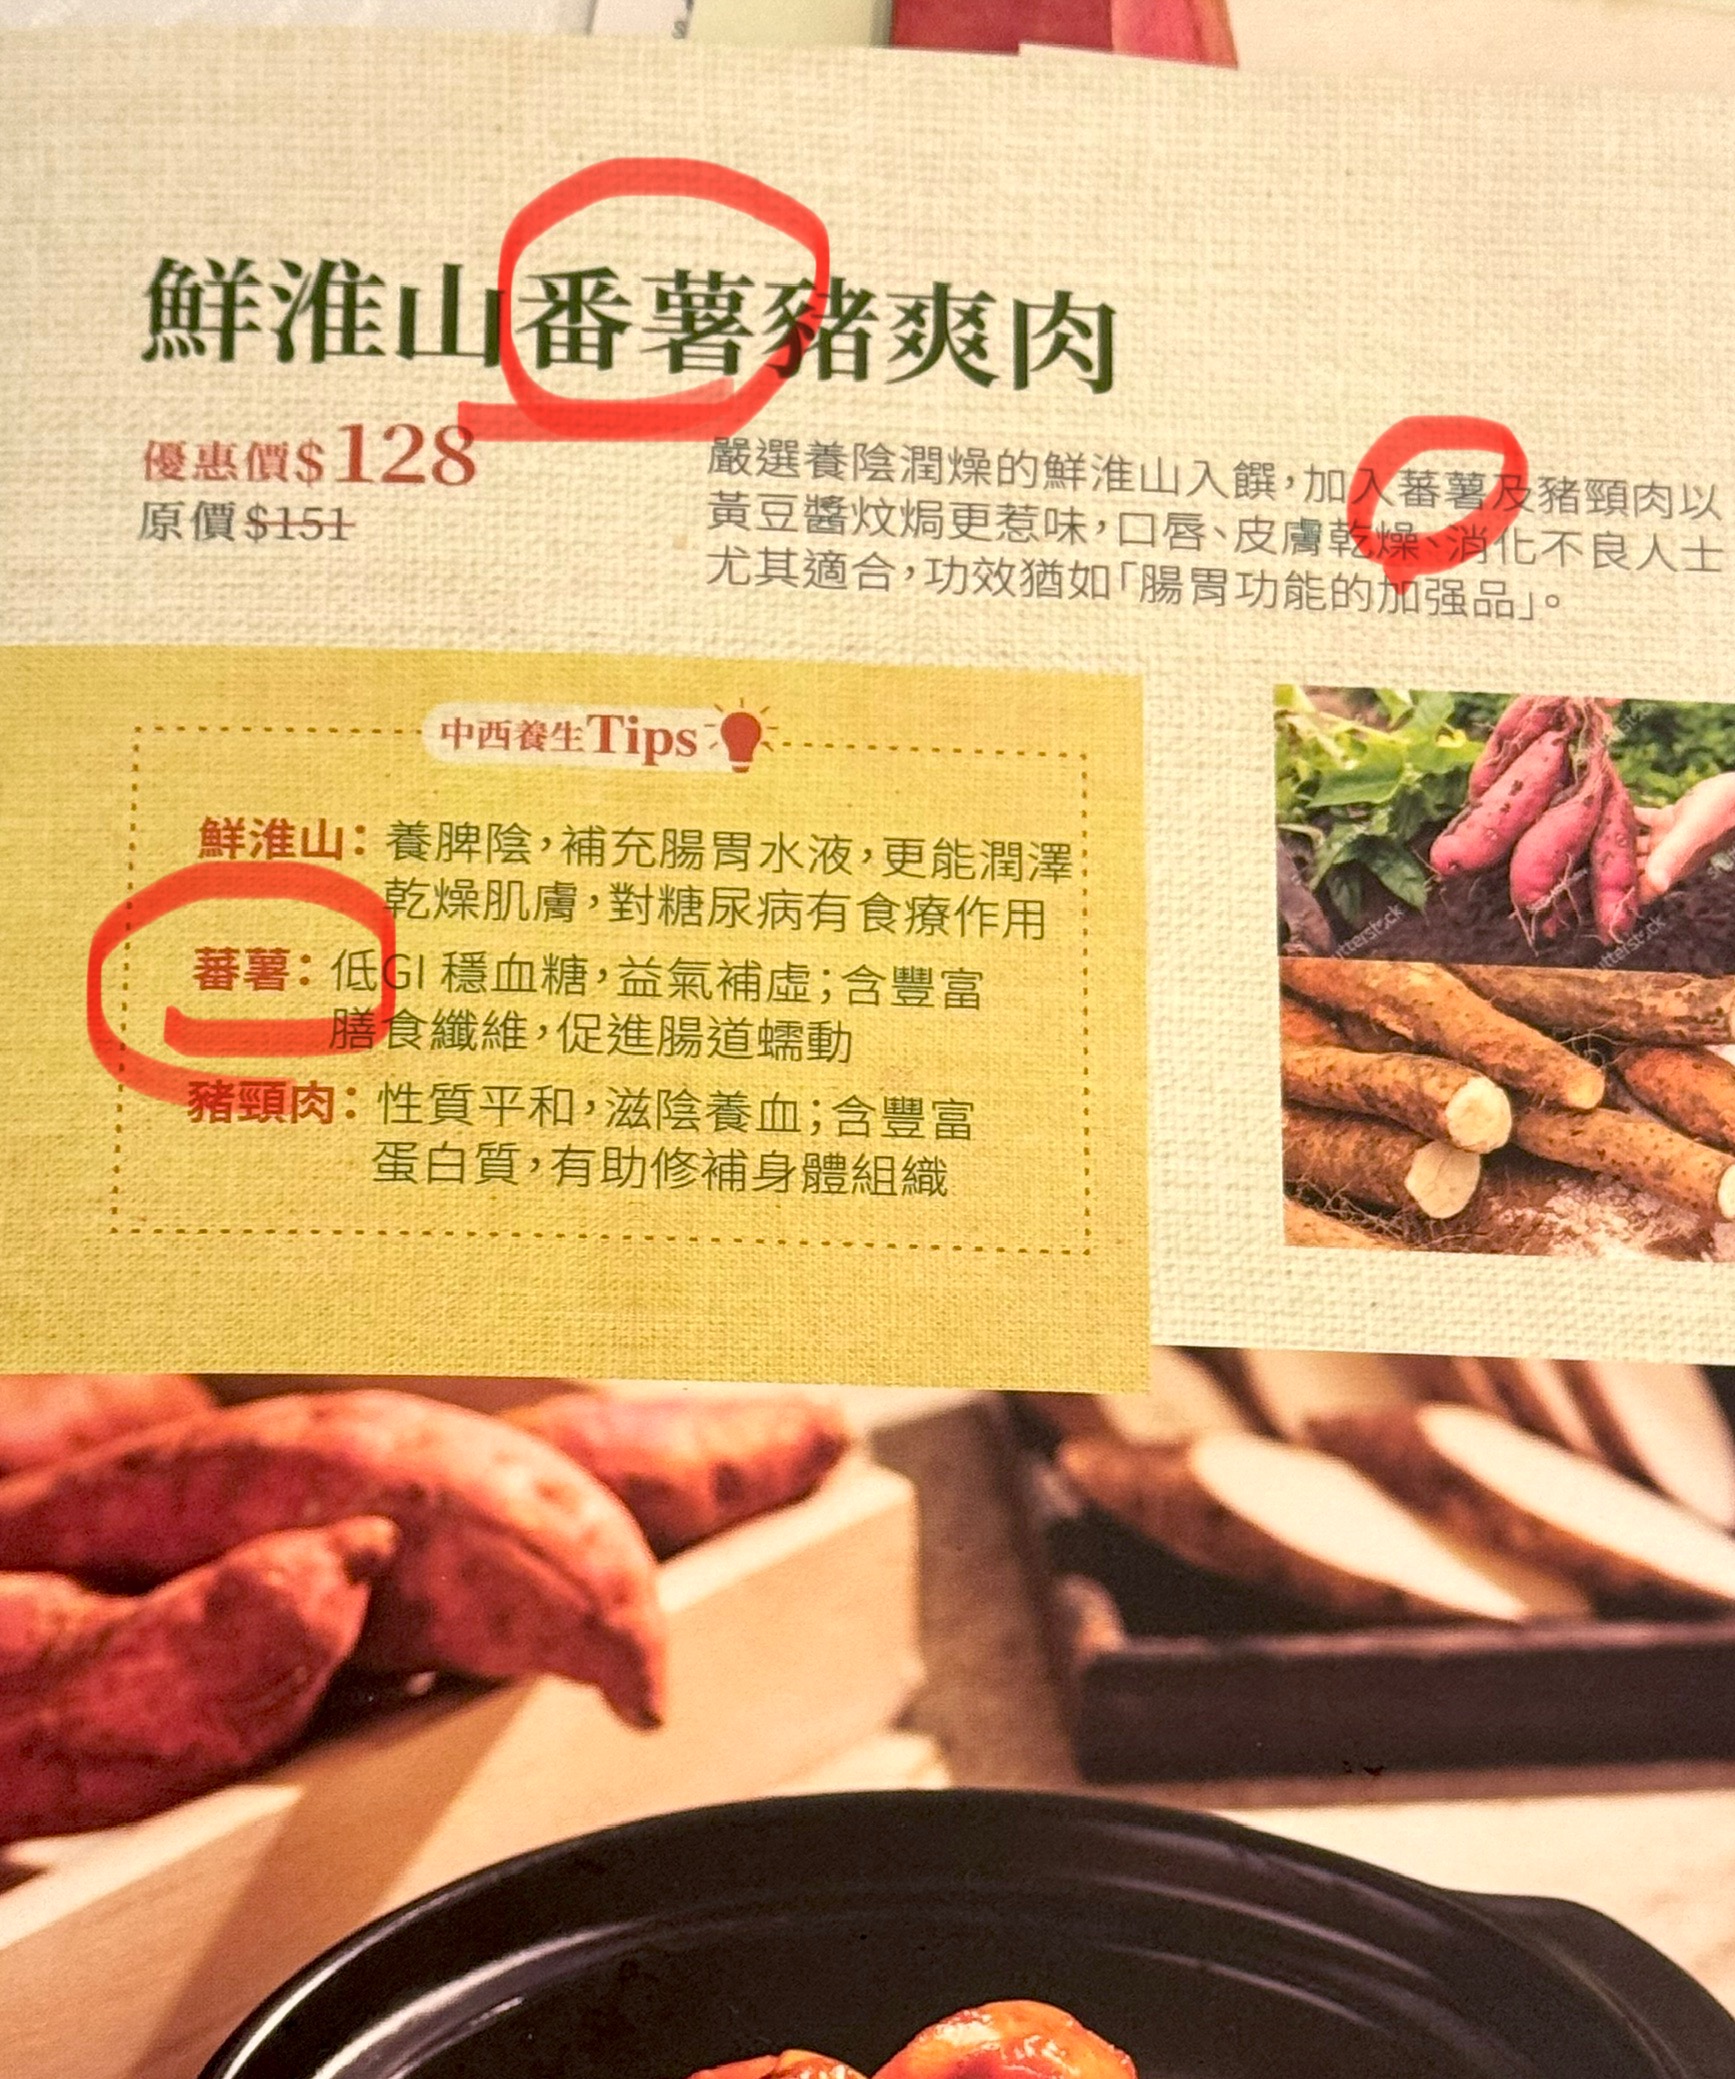 鮮淮山番薯豬爽肉
優惠價$128
原價$151
嚴選養陰潤燥的鮮淮山入饌,加入蕃薯及豬頸肉以
黃豆醬炆焗更惹味,口唇、皮膚乾燥、消化不良人士
尤其適合,功效猶如「腸胃功能的加强品」。
中西養生Tips
鮮淮山:養脾陰,補充腸胃水液,更能潤澤
乾燥肌膚,對糖尿病有食療作用
蕃薯:低GI 穩血糖,益氣補虛;含豐富
膳食纖維,促進腸道蠕動
豬頸肉:性質平和,滋陰養血;含豐富
蛋白質,有助修補身體組織